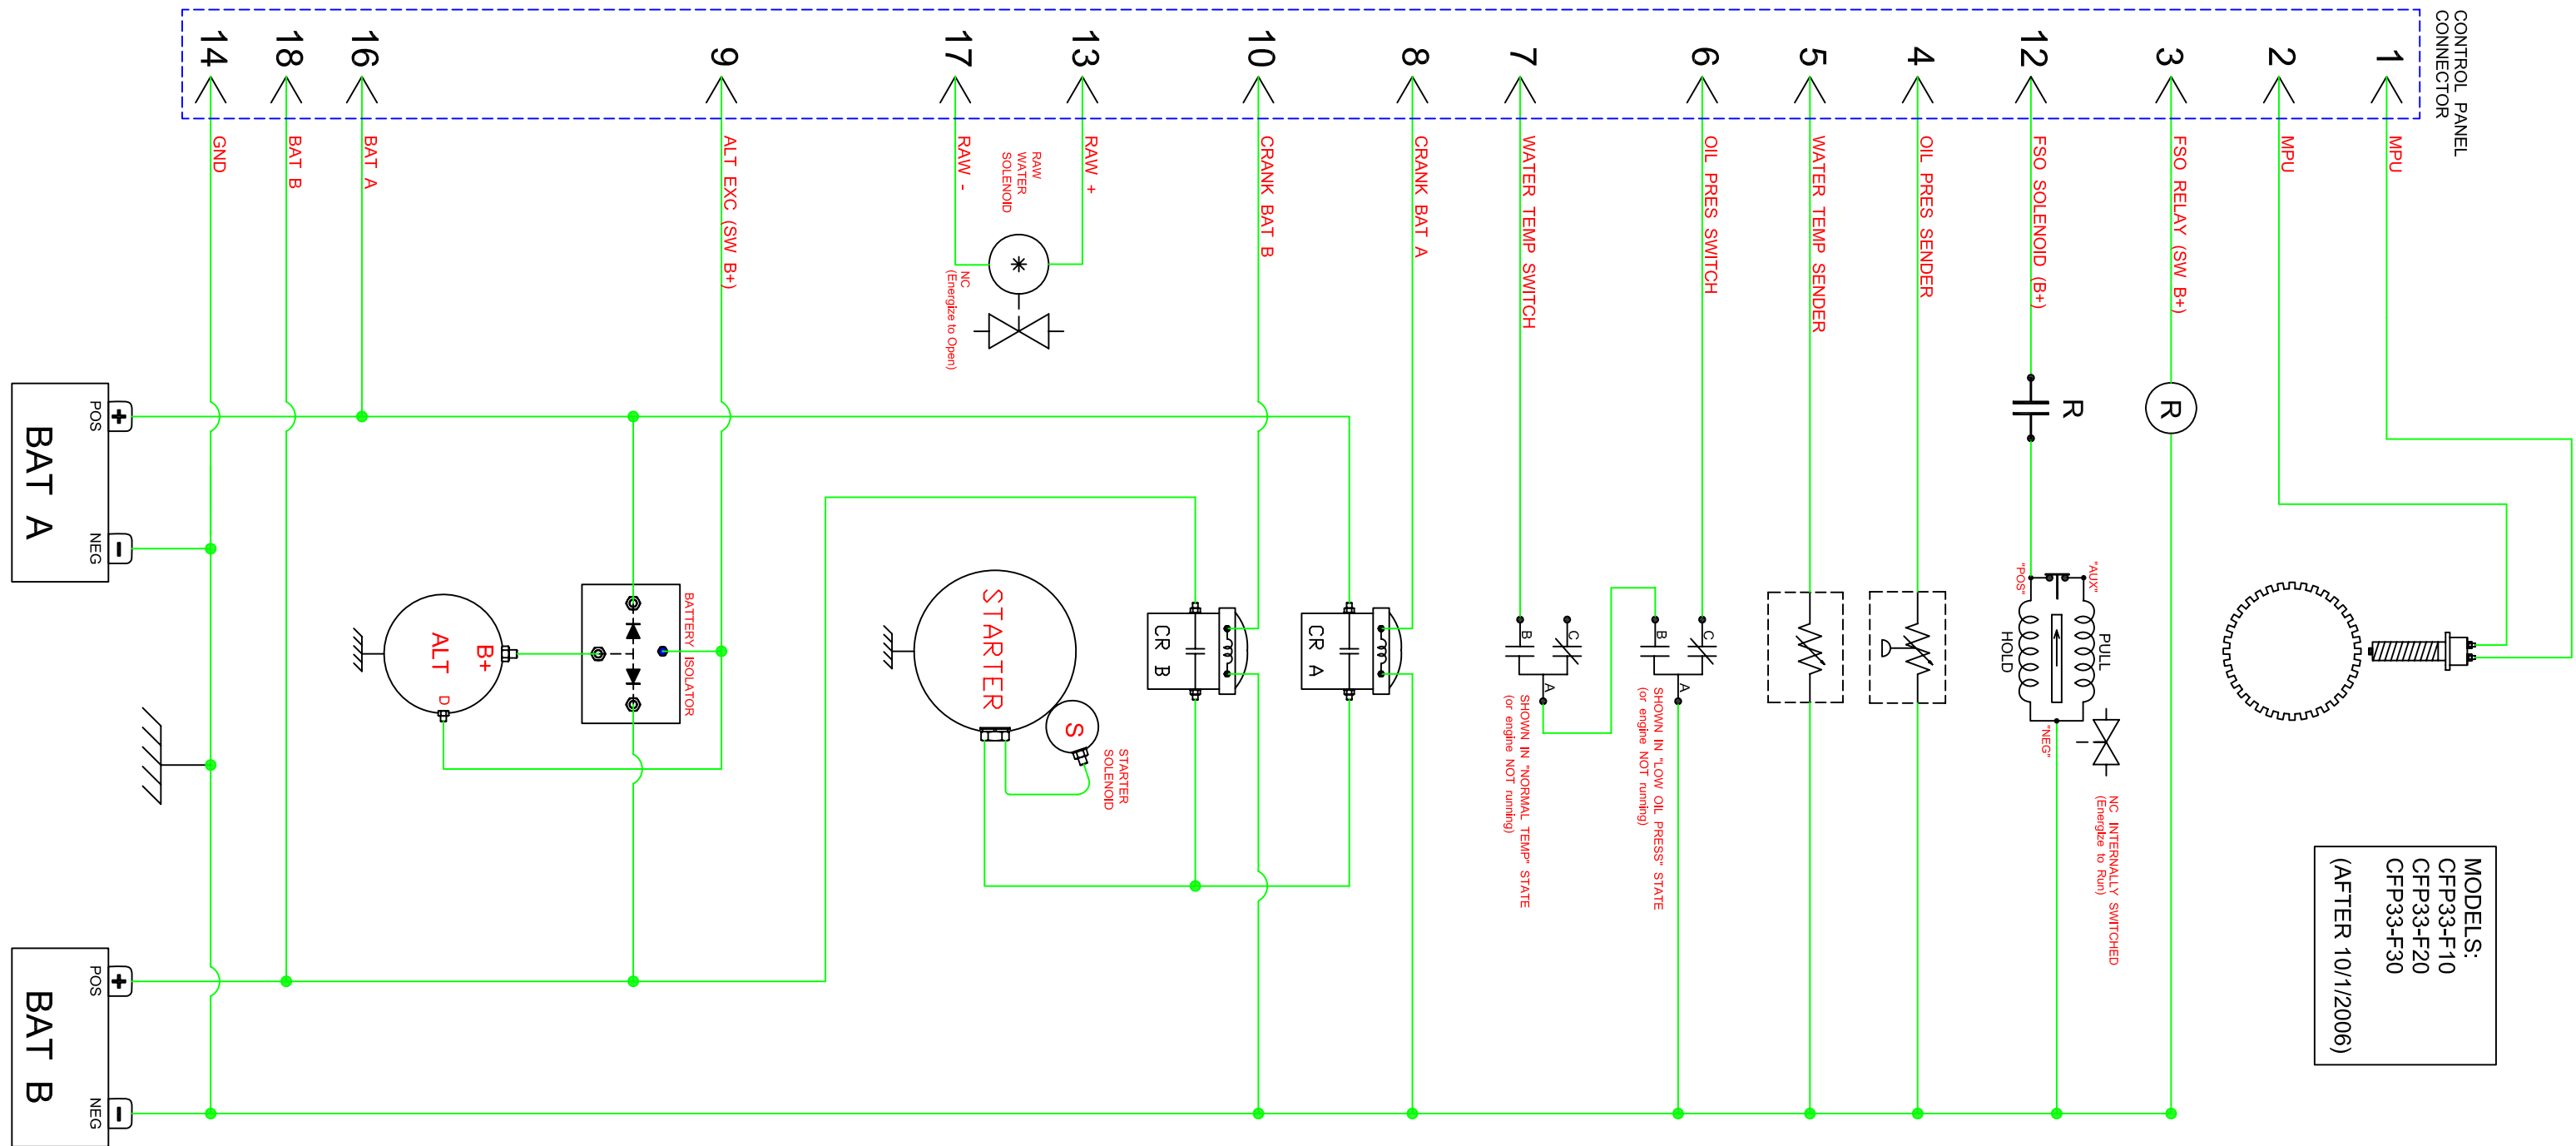 CONTROL PANEL
CONNECTOR
1
MPU
2
MPU
3
FSO RELAY (SW B+)
R
12
FSO SOLENOID (B+)
R
"AUX"
"POS"
PULL
HOLD
"NEG"
NC INTERNALLY SWITCHED
(Energize to Run)
4
OIL PRES SENDER
5
WATER TEMP SENDER
6
OIL PRES SWITCH
C
B
A
SHOWN IN "LOW OIL PRESS" STATE
(or engine NOT running)
7
WATER TEMP SWITCH
C
B
A
SHOWN IN "NORMAL TEMP" STATE
(or engine NOT running)
8
CRANK BAT A
CR A
10
CRANK BAT B
CR B
13
RAW +
RAW
WATER
SOLENOID
17
RAW -
NC
(Energize to Open)
STARTER
S
STARTER
SOLENOID
9
ALT EXC (SW B+)
BATTERY ISOLATOR
B+
ALT
D
16
BAT A
18
BAT B
14
GND
POS
+
NEG
-
BAT A
POS
+
NEG
-
BAT B
MODELS:
CFP33-F10
CFP33-F20
CFP33-F30
(AFTER 10/1/2006)